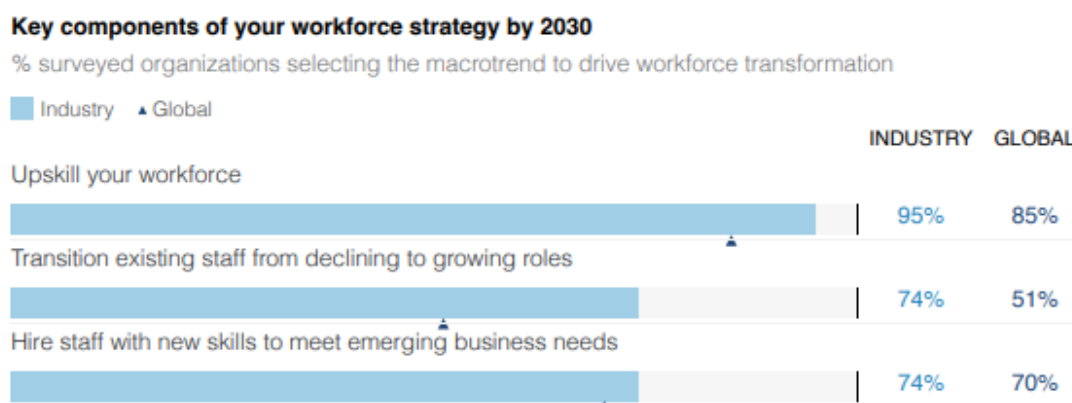 Key components of your workforce strategy by 2030
% surveyed organizations selecting the macrotrend to drive workforce transformation
Industry Global
INDUSTRY GLOBAL
Upskill your workforce
95% 85%
Transition existing staff from declining to growing roles
74% 51%
Hire staff with new skills to meet emerging business needs
74% 70%